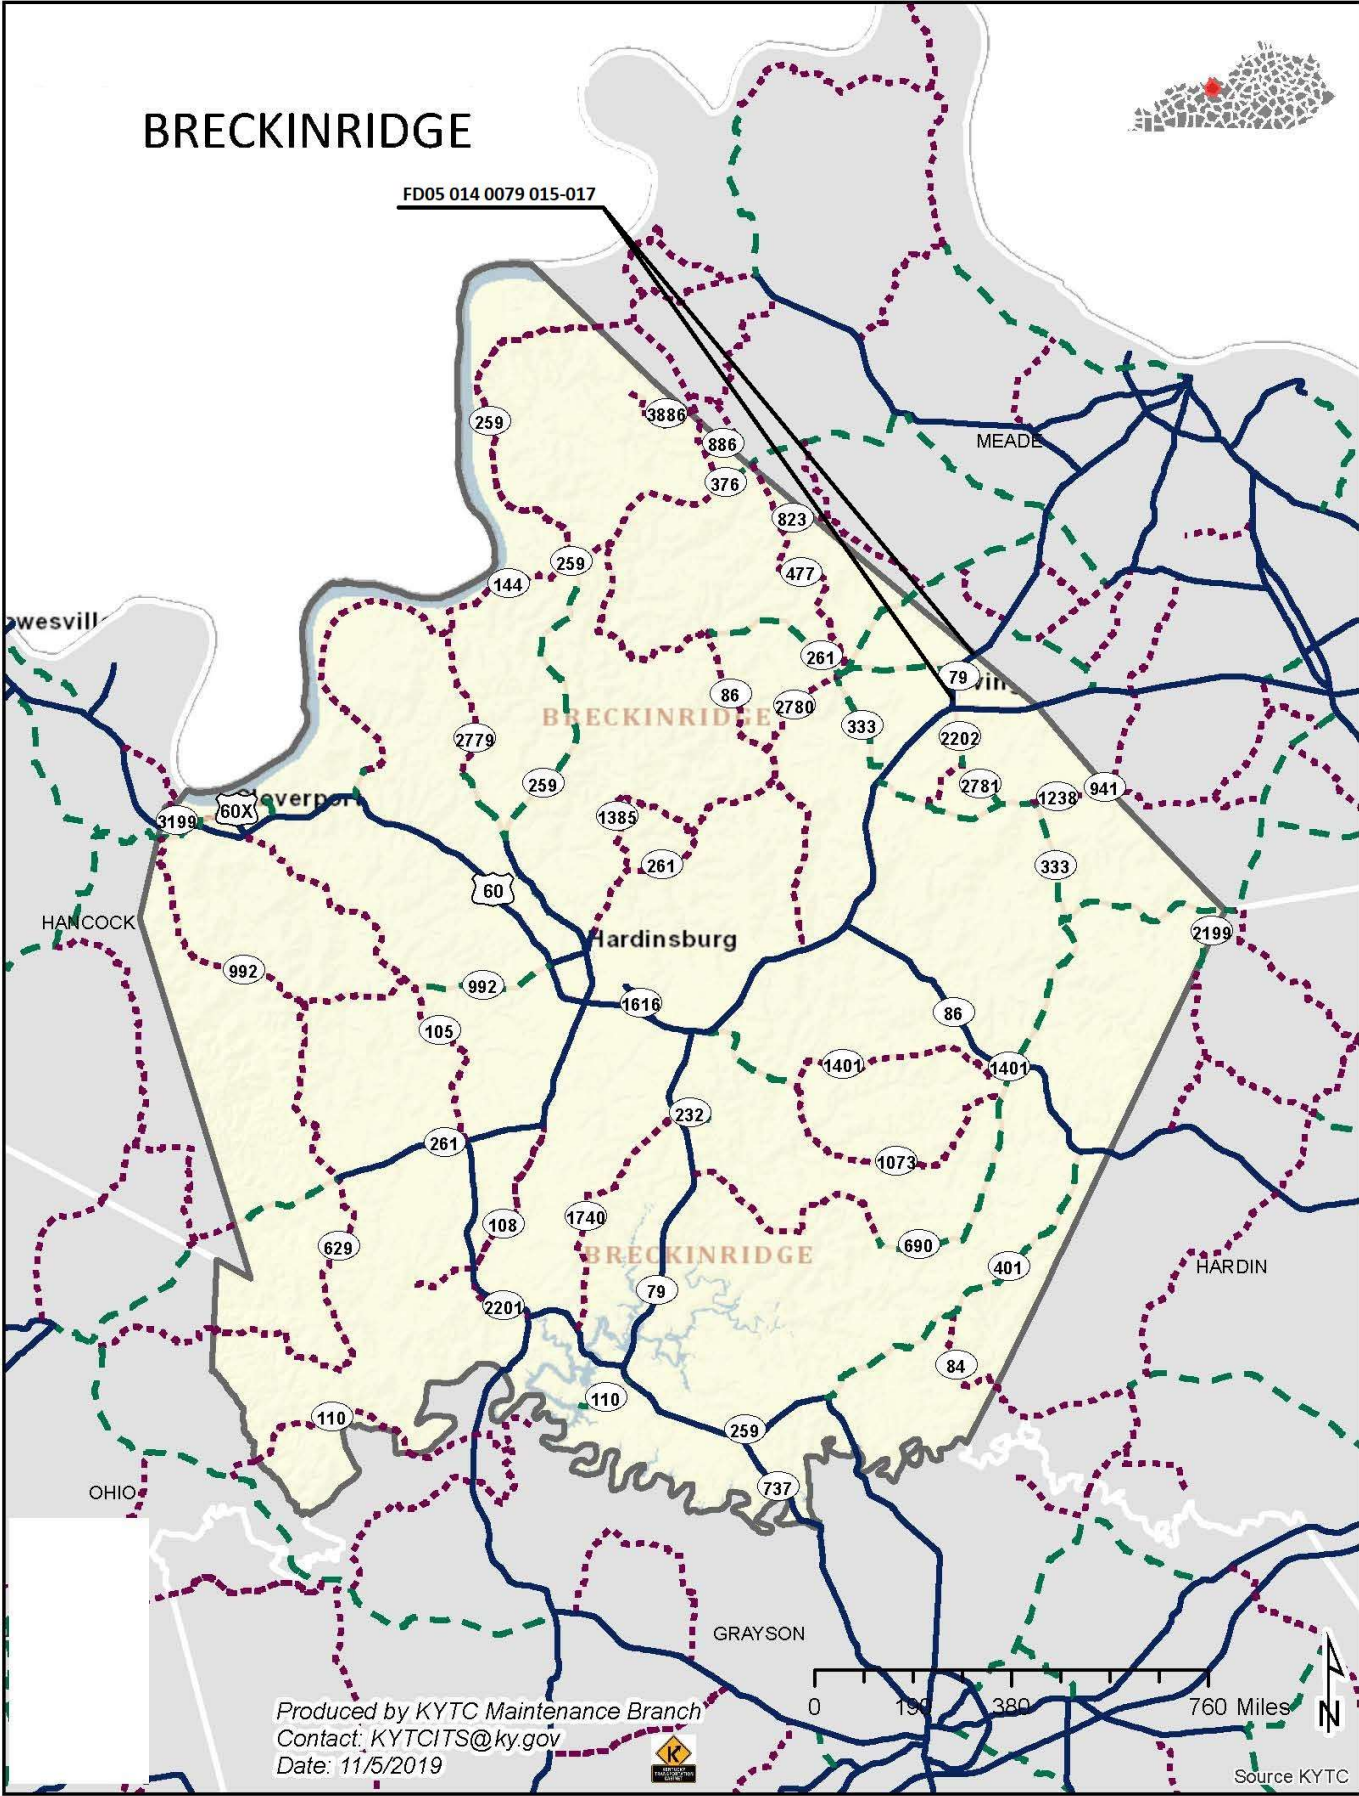 BRECKINRIDGE
FD05 014 0079 015-017
3886
259
886
MEADE
376
823
259
477
144
261
79
86
2780
BRECKINRIDGE
333
2202
2779
259
2781
1238
941
60X
3199
1385
261
333
60
HANCOCK
Hardinsburg
2199
992
992
1616
86
105
1401
1401
232
261
1073
108
1740
629
690
BRECKINRIDGE
401
HARDIN
79
2201
84
110
110
259
737
OHIO
GRAYSON
0 190 380 760 Miles
N
Produced by KYTC Maintenance Branch
Contact: KYTCITS@ky.gov
Date: 11/5/2019
Source KYTC